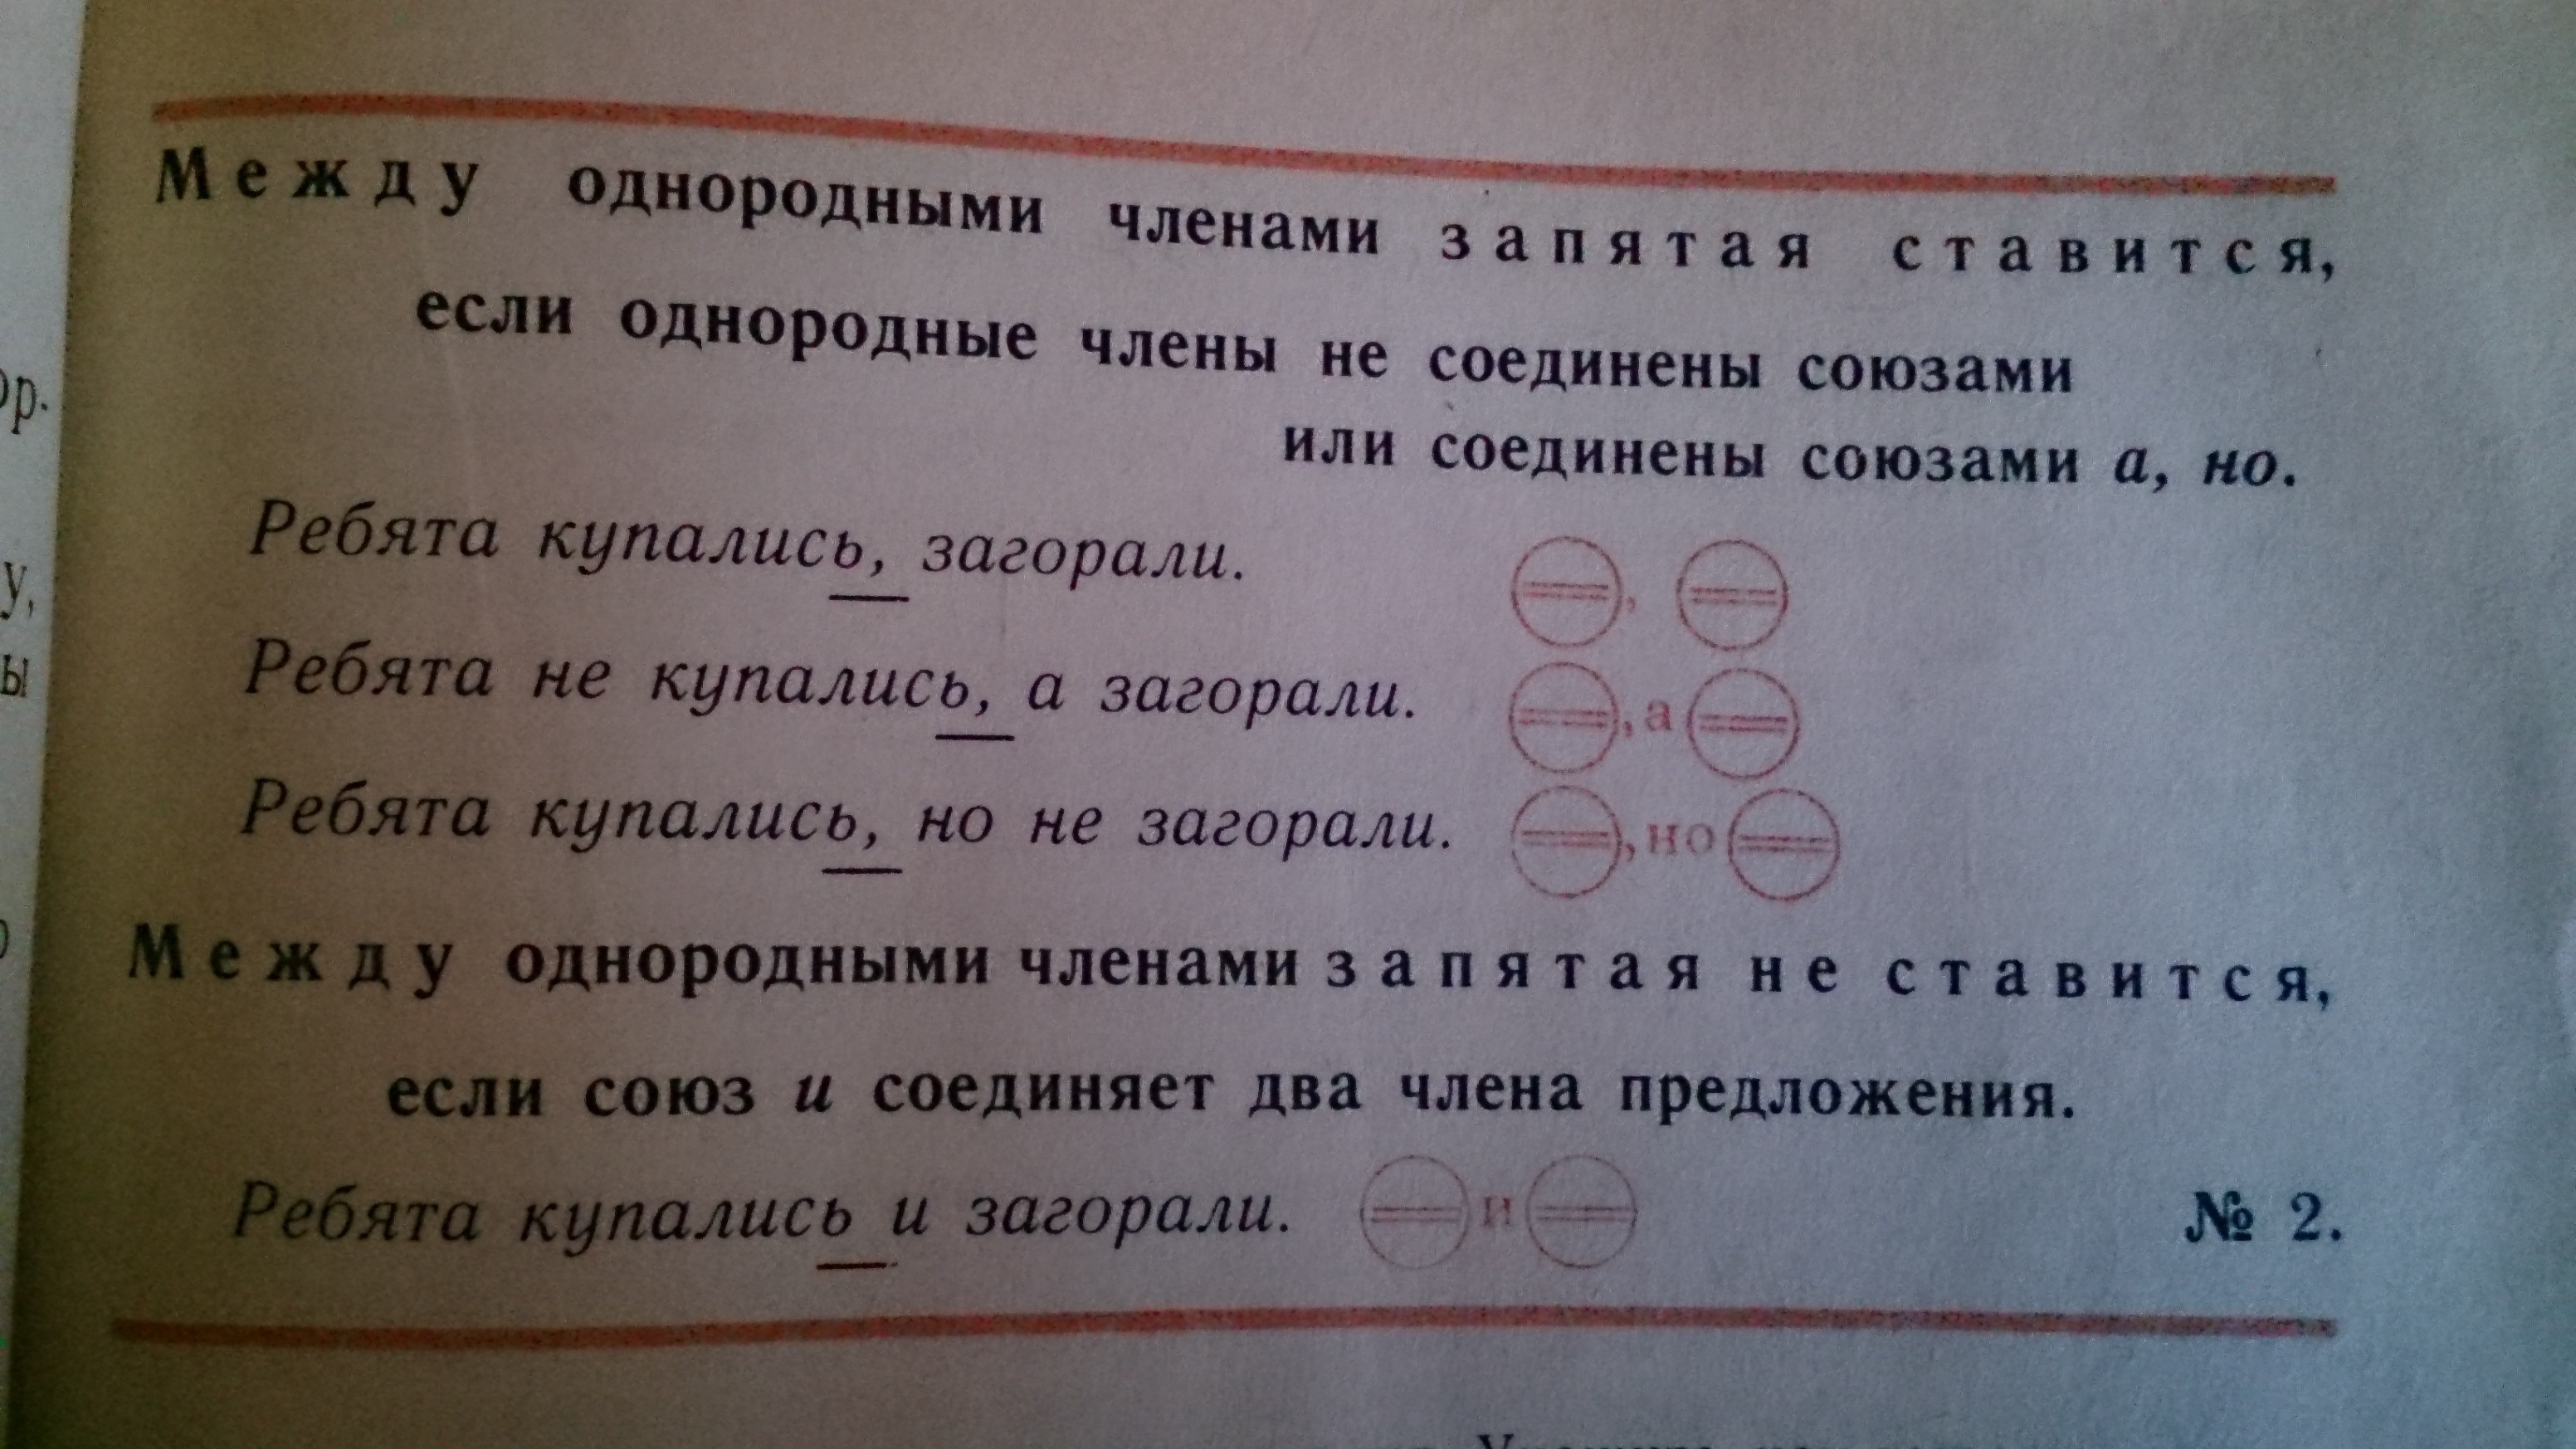 Между однородными членами запятая ставится,
если однородные члены не соединены союзами
или соединены союзами а, но.
Ребята купались, загорали. ,
Ребята не купались, а загорали. , а
Ребята купались, но не загорали. , но
Между однородными членами запятая не ставится,
если союз и соединяет два члена предложения.
Ребята купались и загорали. и № 2.
ор.
у,
ы